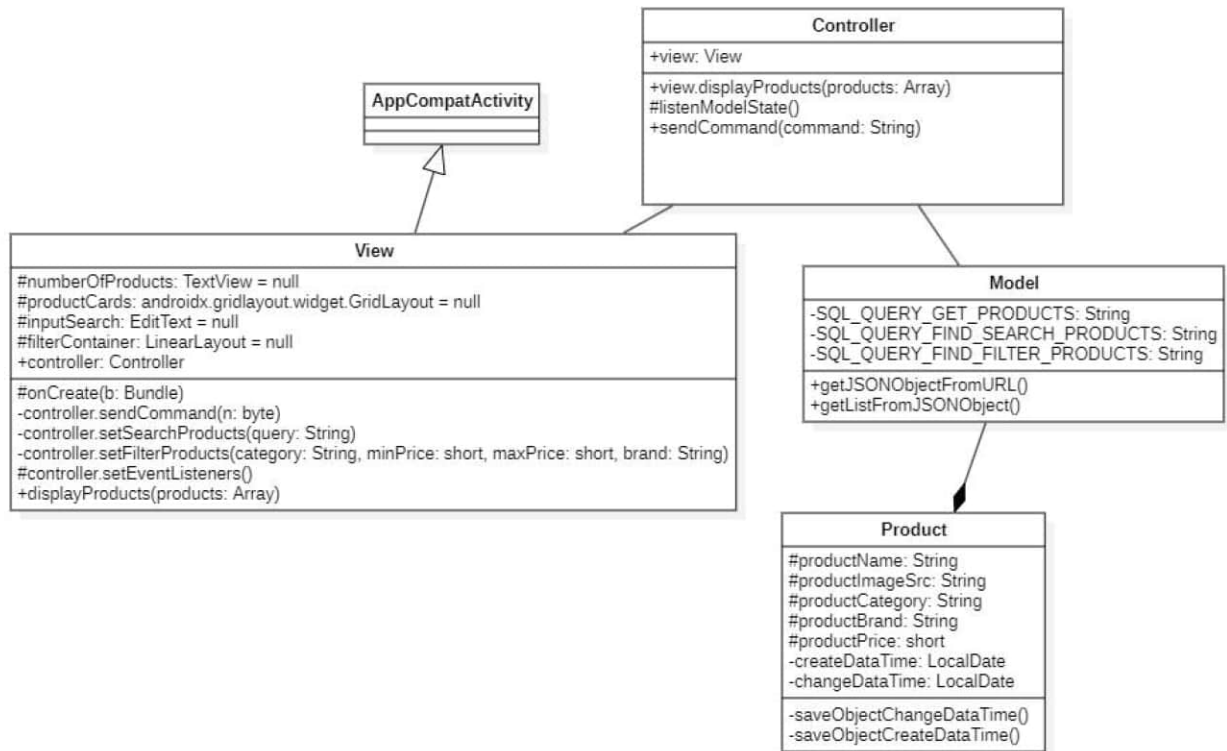 Controller
+view: View
+view.displayProducts(products: Array)
#listenModelState()
+sendCommand(command: String)
AppCompatActivity
View
#numberOfProducts: TextView = null
#productCards: androidx.gridlayout.widget.GridLayout = null
#inputSearch: EditText = null
#filterContainer: LinearLayout = null
+controller: Controller
#onCreate(b: Bundle)
-controller.sendCommand(n: byte)
-controller.setSearchProducts(query: String)
-controller.setFilterProducts(category: String, minPrice: short, maxPrice: short, brand: String)
#controller.setEventListeners()
+displayProducts(products: Array)
Model
-SQL_QUERY_GET_PRODUCTS: String
-SQL_QUERY_FIND_SEARCH_PRODUCTS: String
-SQL_QUERY_FIND_FILTER_PRODUCTS: String
+getJSONObjectFromURL()
+getListFromJSONObject()
Product
#productName: String
#productImageSrc: String
#productCategory: String
#productBrand: String
#productPrice: short
-createDataTime: LocalDate
-changeDataTime: LocalDate
-saveObjectChangeDataTime()
-saveObjectCreateDataTime()